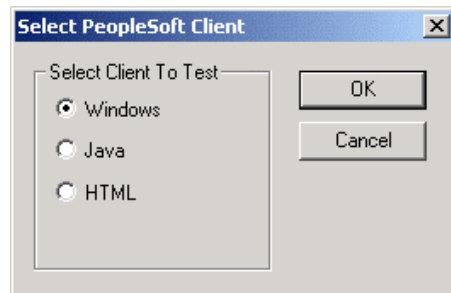 Select PeopleSoft Client
Select Client To Test
Windows
Java
HTML
OK
Cancel